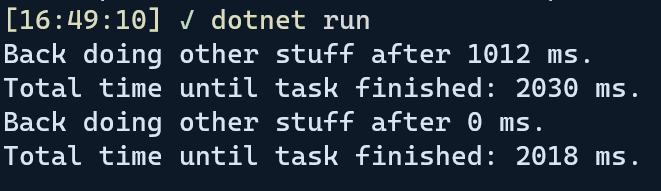 [16:49:10] ✓ dotnet run
Back doing other stuff after 1012 ms.
Total time until task finished: 2030 ms.
Back doing other stuff after 0 ms.
Total time until task finished: 2018 ms.